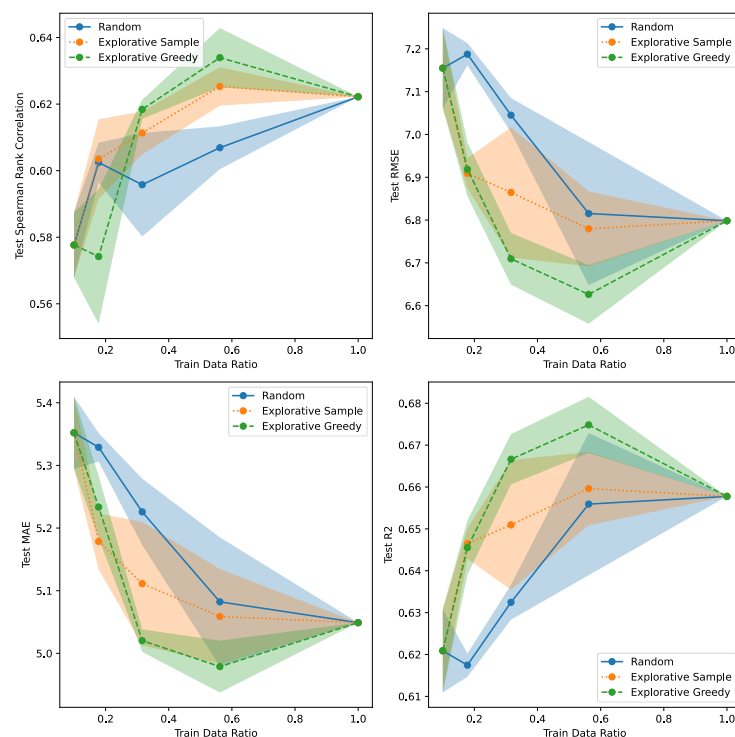 0.64
0.62
0.60
0.58
0.56
Test Spearman Rank Correlation
Random
Explorative Sample
Explorative Greedy
0.2 0.4 0.6 0.8 1.0
Train Data Ratio
7.2
7.1
7.0
6.9
6.8
6.7
6.6
Test RMSE
Random
Explorative Sample
Explorative Greedy
0.2 0.4 0.6 0.8 1.0
Train Data Ratio
5.4
5.3
5.2
5.1
5.0
Test MAE
Random
Explorative Sample
Explorative Greedy
0.2 0.4 0.6 0.8 1.0
Train Data Ratio
0.68
0.67
0.66
0.65
0.64
0.63
0.62
0.61
Test R2
Random
Explorative Sample
Explorative Greedy
0.2 0.4 0.6 0.8 1.0
Train Data Ratio